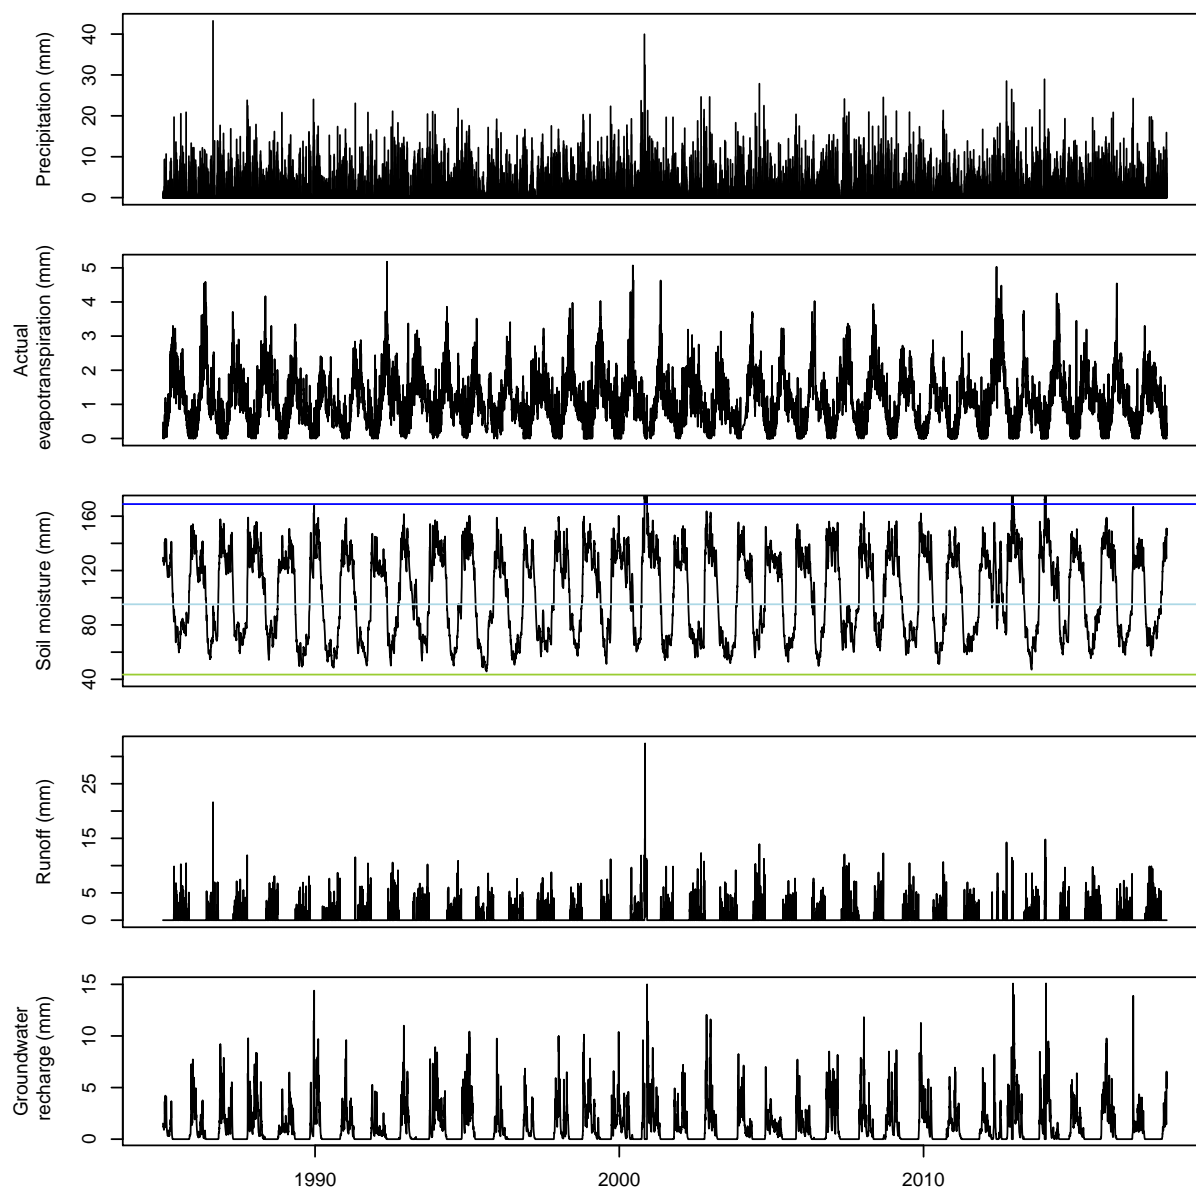 Precipitation (mm)
40
30
20
10
0
Actual
evapotranspiration (mm)
5
4
3
2
1
0
Soil moisture (mm)
160
120
80
40
Runoff (mm)
25
15
5
0
Groundwater
recharge (mm)
15
10
5
0
1990 2000 2010